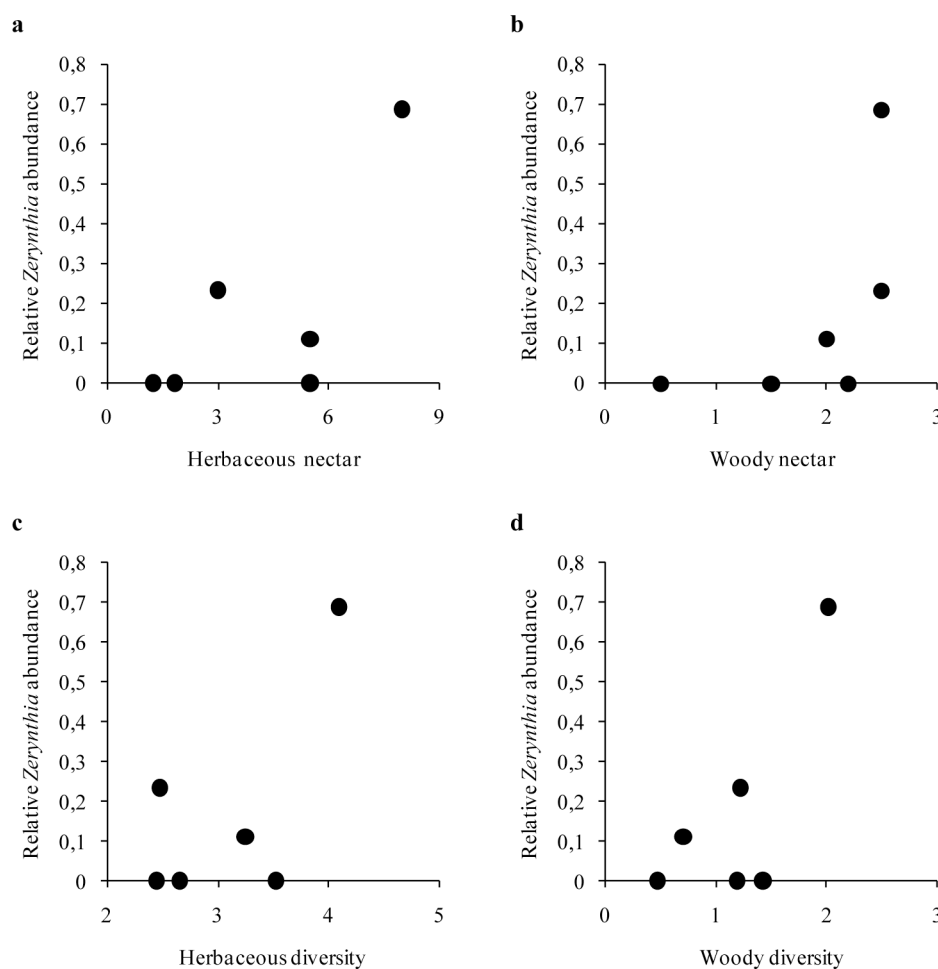 a
0,8
0,7
0,6
0,5
0,4
0,3
0,2
0,1
0
Relative Zerynthia abundance
0 3 6 9
Herbaceous nectar
b
0,8
0,7
0,6
0,5
0,4
0,3
0,2
0,1
0
Relative Zerynthia abundance
0 1 2 3
Woody nectar
c
0,8
0,7
0,6
0,5
0,4
0,3
0,2
0,1
0
Relative Zerynthia abundance
2 3 4 5
Herbaceous diversity
d
0,8
0,7
0,6
0,5
0,4
0,3
0,2
0,1
0
Relative Zerynthia abundance
0 1 2 3
Woody diversity